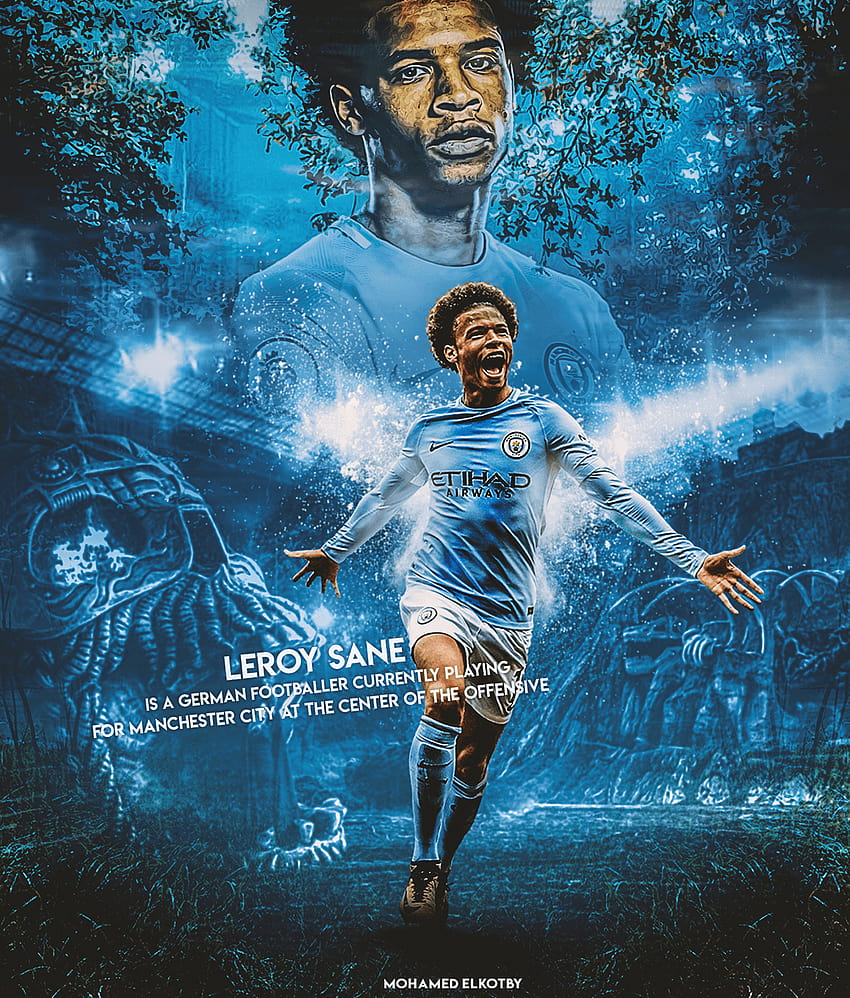 ETIHAD
AIRWAYS
LEROY SANE
IS A GERMAN FOOTBALLER CURRENTLY PLAYING
FOR MANCHESTER CITY AT THE CENTER OF THE OFFENSIVE
MOHAMED ELKOTBY